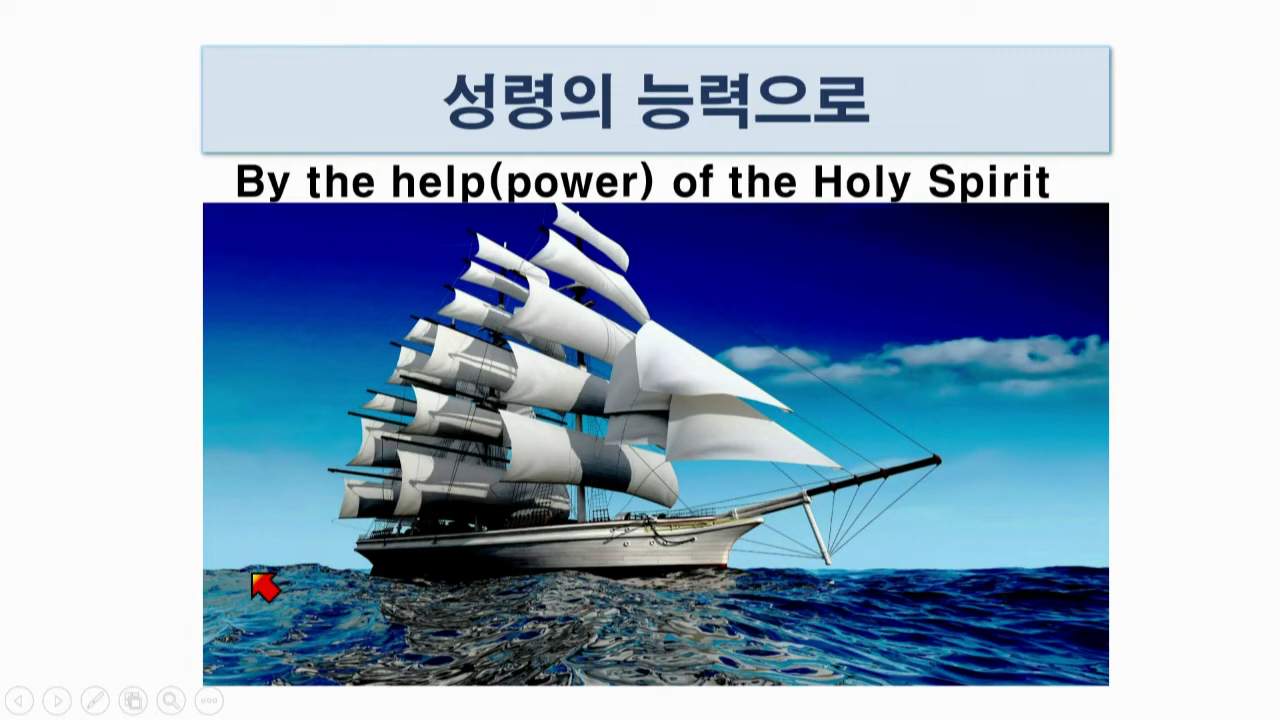 성령의 능력으로
By the help(power) of the Holy Spirit